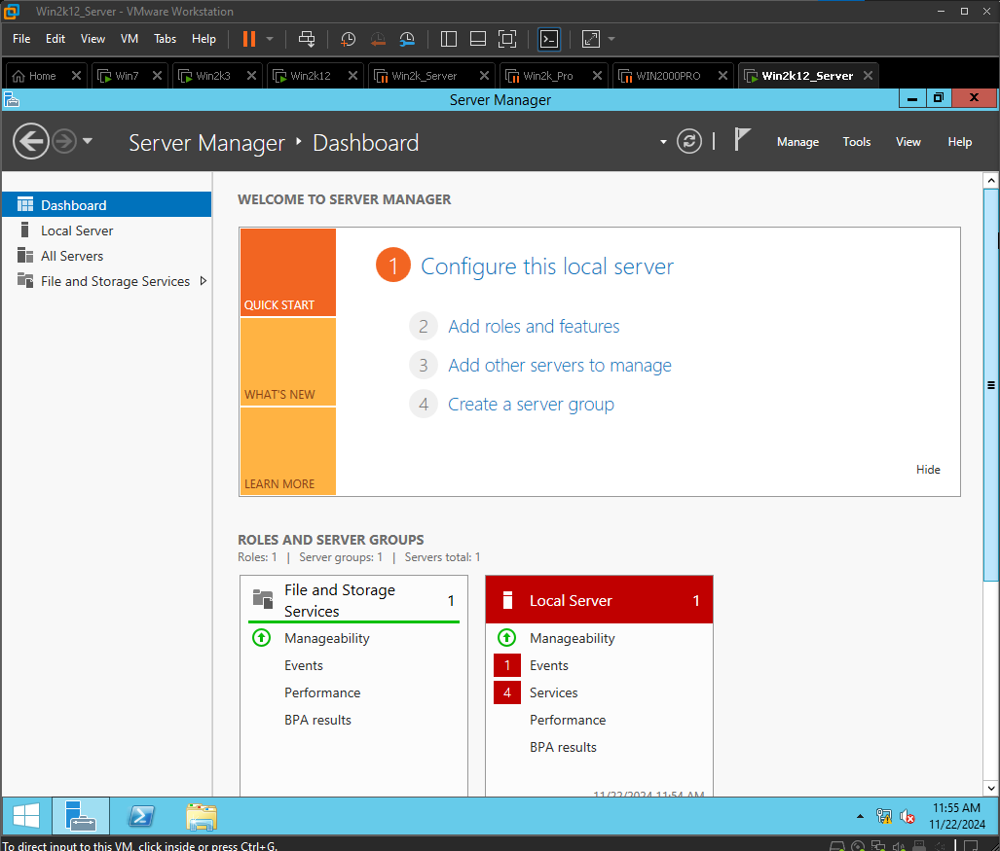 Win2k12_Server - VMware Workstation
File Edit View VM Tabs Help
Home Win7 Win2k3 Win2k12 Win2k_Server Win2k_Pro WIN2000PRO Win2k12_Server
Server Manager
Server Manager Dashboard
Manage Tools View Help
Dashboard
Local Server
All Servers
File and Storage Services
WELCOME TO SERVER MANAGER
QUICK START
WHAT'S NEW
LEARN MORE
1 Configure this local server
2 Add roles and features
3 Add other servers to manage
4 Create a server group
Hide
ROLES AND SERVER GROUPS
Roles: 1 | Server groups: 1 | Servers total: 1
File and Storage
Services
1
Manageability
Events
Performance
BPA results
Local Server 1
Manageability
1 Events
4 Services
Performance
BPA results
11/22/2024 11:54 AM
11:55 AM
11/22/2024
To direct input to this VM, click inside or press Ctrl+G.